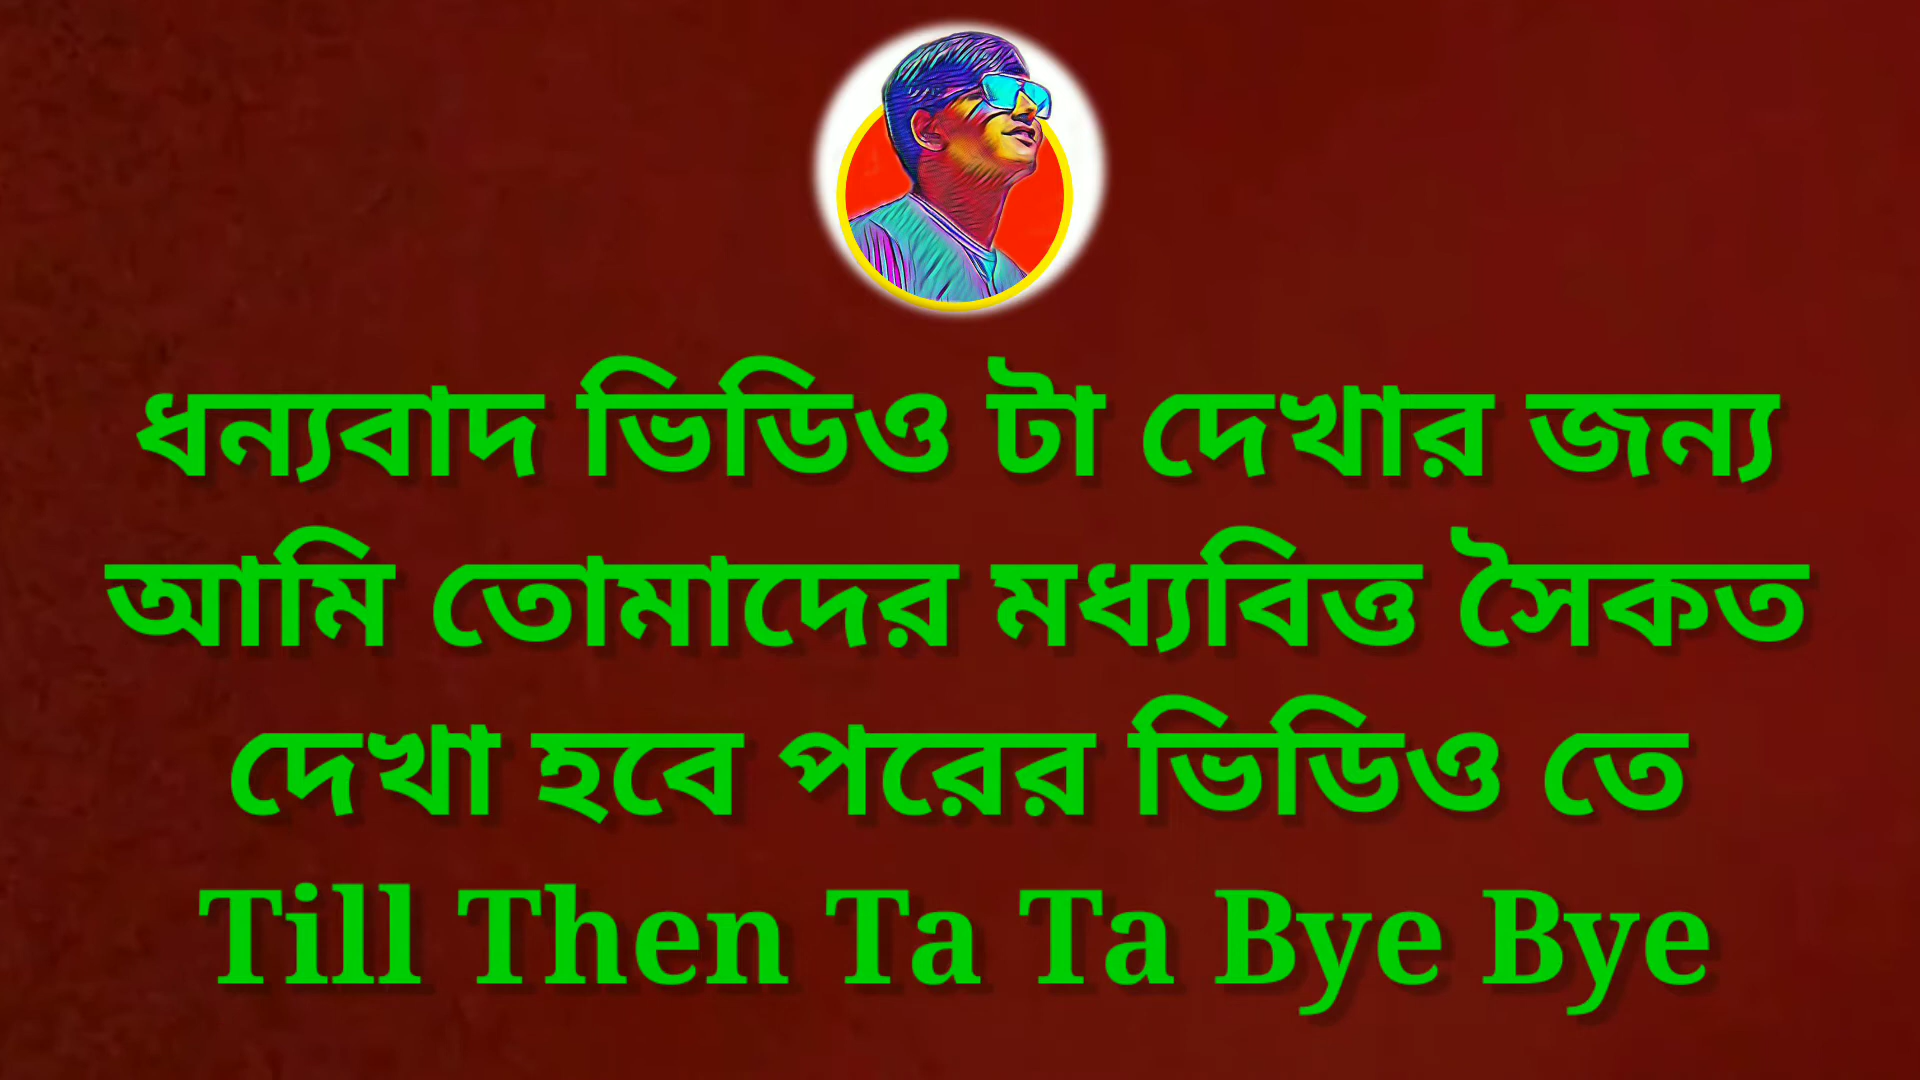 ধন্যবাদ ভিডিও টা দেখার জন্য
আমি তোমাদের মধ্যবিত্ত সৈকত
দেখা হবে পরের ভিডিও তে
Till Then Ta Ta Bye Bye